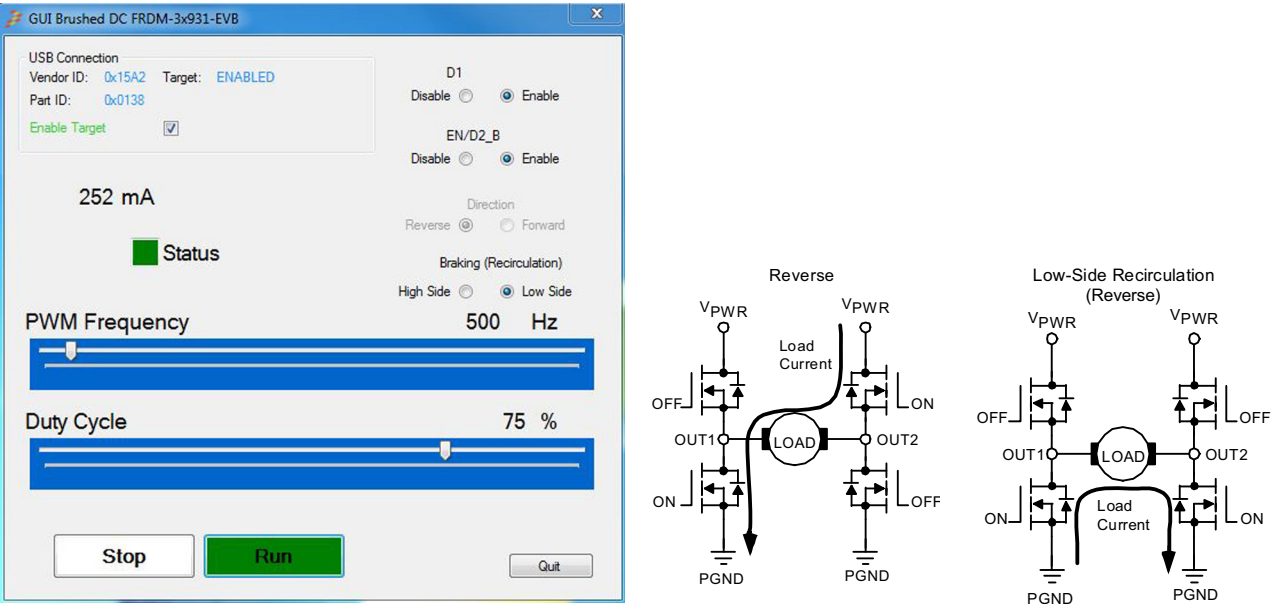 GUI Brushed DC FRDM-3x931-EVB
X
USB Connection
Vendor ID: 0x15A2 Target: ENABLED
Part ID: 0x0138
Enable Target
D1
Disable Enable
EN/D2_B
Disable Enable
252 mA
Direction
Reverse Forward
Status
Braking (Recirculation)
High Side Low Side
PWM Frequency 500 Hz
Duty Cycle 75 %
Stop Run Quit
Reverse
VPWR VPWR
Load
Current
OFF ON
OUT1 LOAD OUT2
ON OFF
PGND PGND
Low-Side Recirculation
(Reverse)
VPWR VPWR
OFF OFF
OUT1 LOAD OUT2
Load
Current
ON ON
PGND PGND